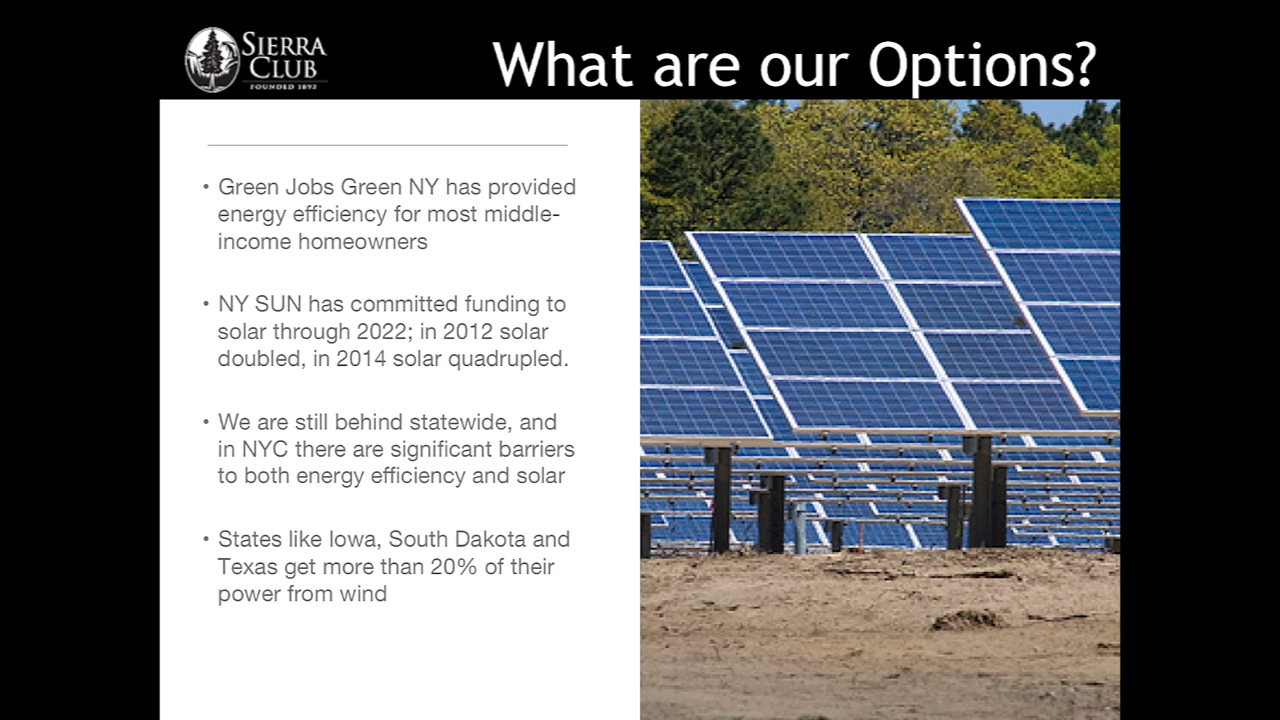 SIERRA
CLUB
FOUNDED 1892
What are our Options?
• Green Jobs Green NY has provided
energy efficiency for most middle-
income homeowners
• NY SUN has committed funding to
solar through 2022; in 2012 solar
doubled, in 2014 solar quadrupled.
• We are still behind statewide, and
in NYC there are significant barriers
to both energy efficiency and solar
• States like Iowa, South Dakota and
Texas get more than 20% of their
power from wind